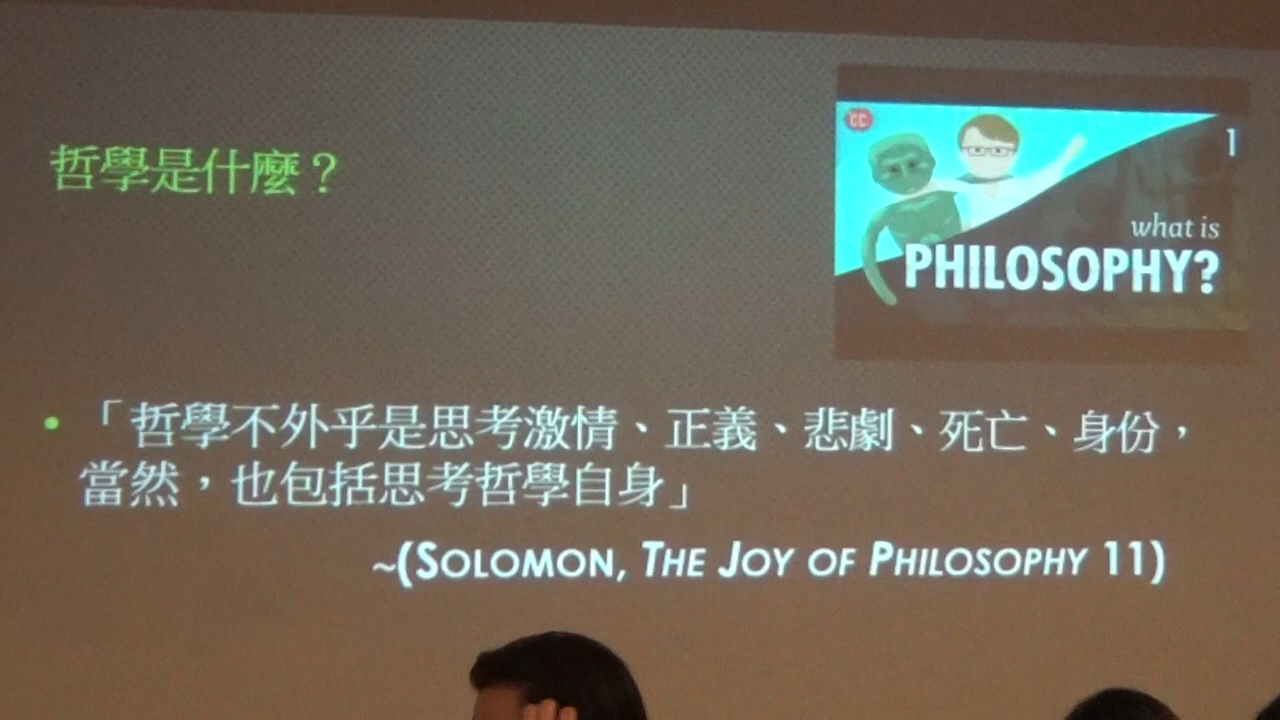 哲學是什麼？
CC
1
what is
PHILOSOPHY?
「哲學不外乎是思考激情、正義、悲劇、死亡、身份，
當然，也包括思考哲學自身」
~(SOLOMON, THE JOY OF PHILOSOPHY 11)